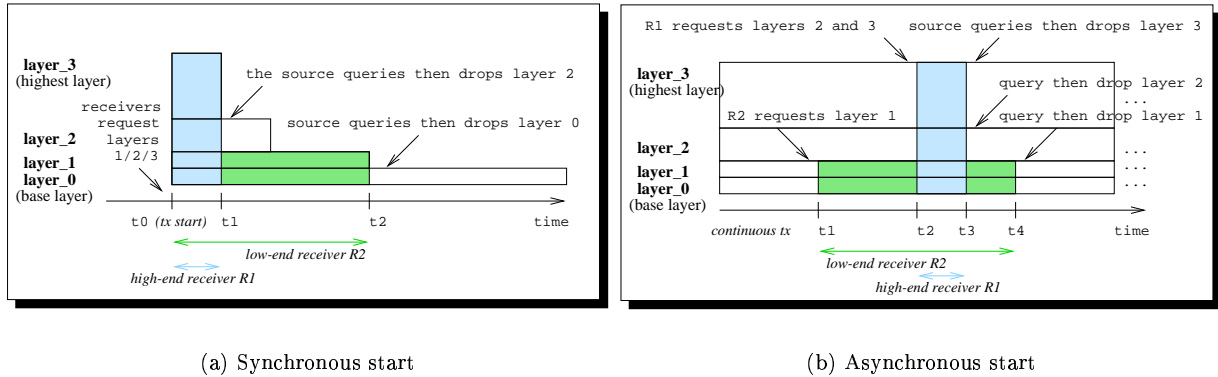 layer_3
(highest layer)
the source queries then drops layer 2
receivers
request
layers
1/2/3
source queries then drops layer 0
layer_2
layer_1
layer_0
(base layer)
t0 (tx start) t1 t2 time
low-end receiver R2
high-end receiver R1
(a) Synchronous start
R1 requests layers 2 and 3
source queries then drops layer 3
layer_3
(highest layer)
query then drop layer 2
...
R2 requests layer 1
query then drop layer 1
layer_2
...
layer_1
...
layer_0
(base layer)
continuous tx t1 t2 t3 t4 time
low-end receiver R2
high-end receiver R1
(b) Asynchronous start